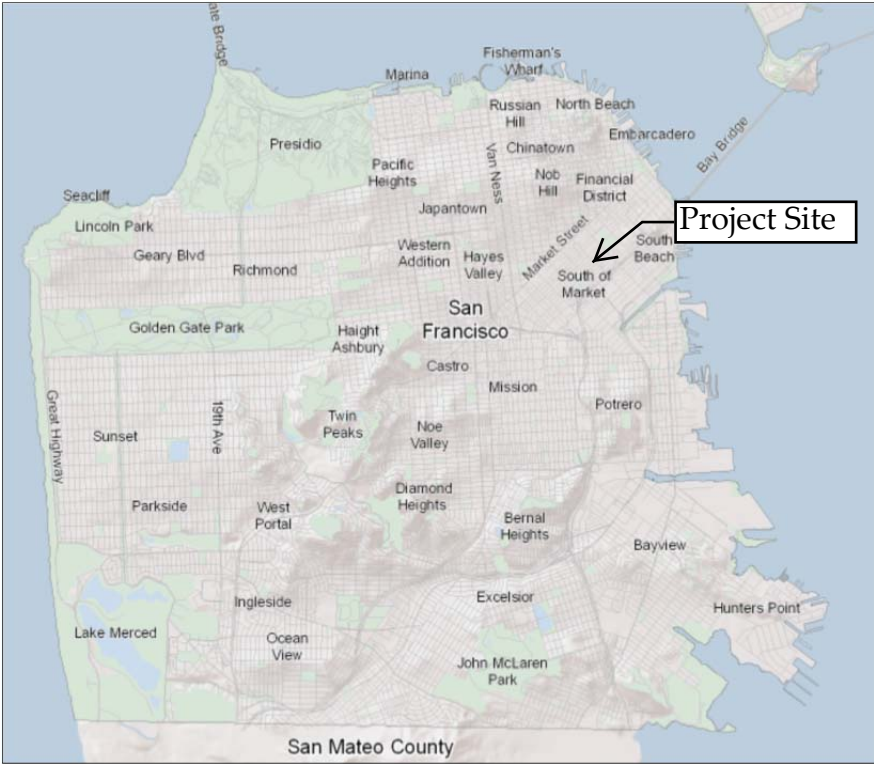 ate Bridge
Fisherman's
Wharf
Marina
Russian
Hill
North Beach
Embarcadero
Bay Bridge
Presidio
Chinatown
Van Ness
Pacific
Heights
Nob
Hill
Financial
District
Seacliff
Japantown
Lincoln Park
Project Site
Market Street
Geary Blvd
Western
Addition
Hayes
Valley
South
Beach
Richmond
South of
Market
San
Francisco
Golden Gate Park
Haight
Ashbury
Castro
Mission
Great Highway
19th Ave
Potrero
Twin
Peaks
Noe
Valley
Sunset
Diamond
Heights
Parkside
West
Portal
Bernal
Heights
Bayview
Ingleside
Excelsior
Hunters Point
Lake Merced
Ocean
View
John McLaren
Park
San Mateo County